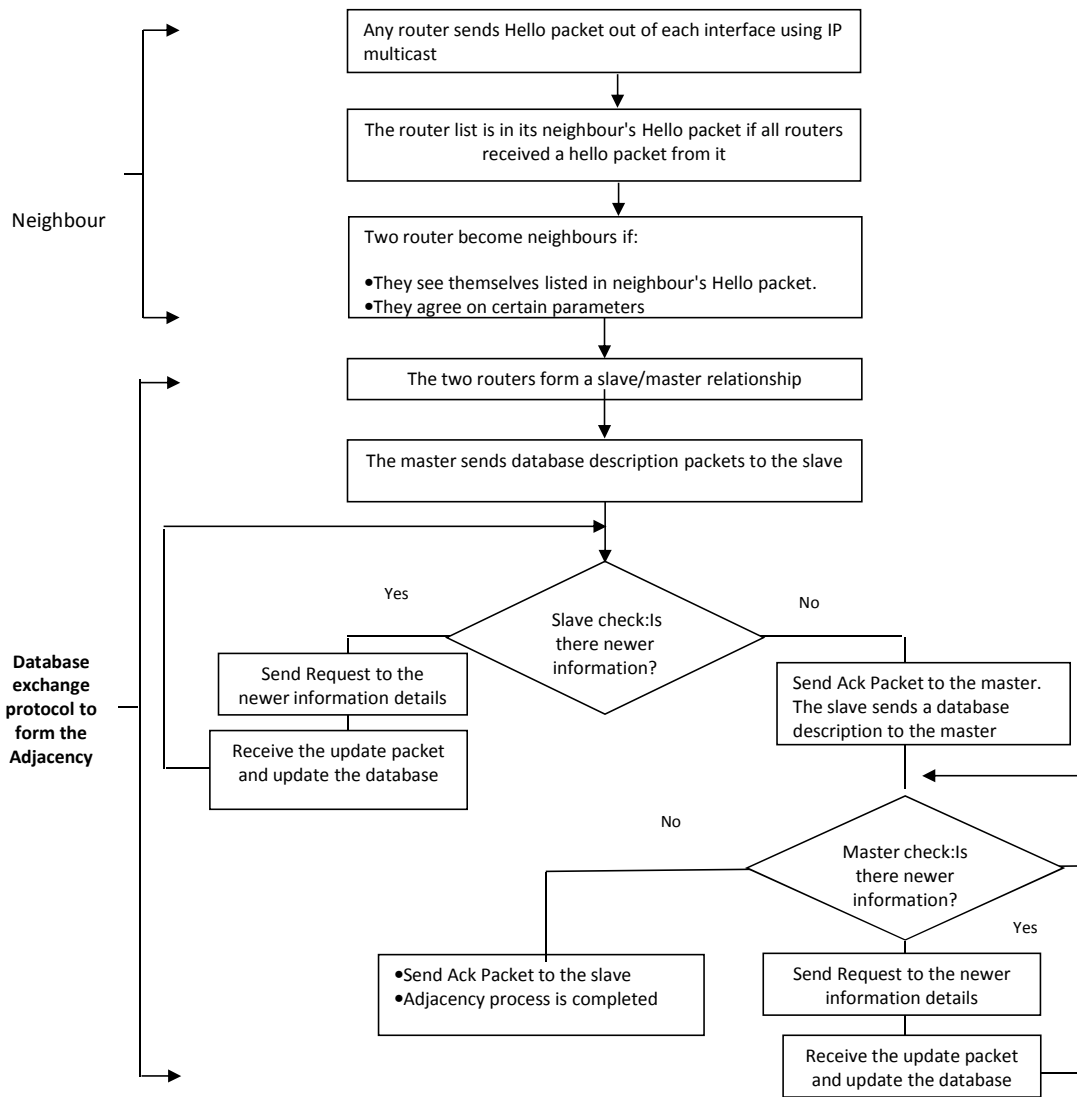 Any router sends Hello packet out of each interface using IP
multicast
The router list is in its neighbour's Hello packet if all routers
received a hello packet from it
Neighbour
Two router become neighbours if:
•They see themselves listed in neighbour's Hello packet.
•They agree on certain parameters
The two routers form a slave/master relationship
The master sends database description packets to the slave
Yes
No
Slave check:Is
there newer
information?
Database
exchange
protocol to
form the
Adjacency
Send Request to the
newer information details
Receive the update packet
and update the database
Send Ack Packet to the master.
The slave sends a database
description to the master
No
Master check:Is
there newer
information?
Yes
•Send Ack Packet to the slave
•Adjacency process is completed
Send Request to the newer
information details
Receive the update packet
and update the database